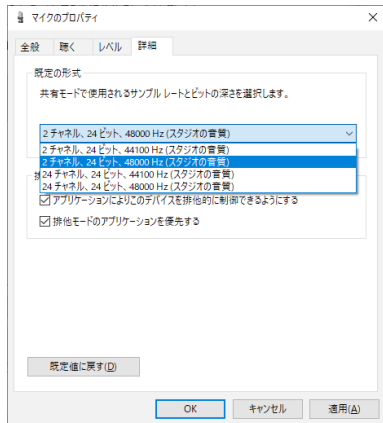 マイクのプロパティ
全般 聴く レベル 詳細
既定の形式
共有モードで使用されるサンプル レートとビットの深さを選択します。
2 チャネル、24 ビット、48000 Hz (スタジオの音質)
2 チャネル、24 ビット、44100 Hz (スタジオの音質)
2 チャネル、24 ビット、48000 Hz (スタジオの音質)
24 チャネル、24 ビット、44100 Hz (スタジオの音質)
24 チャネル、24 ビット、48000 Hz (スタジオの音質)
アプリケーションによりこのデバイスを排他的に制御できるようにする
排他モードのアプリケーションを優先する
既定値に戻す(D)
OK キャンセル 適用(A)